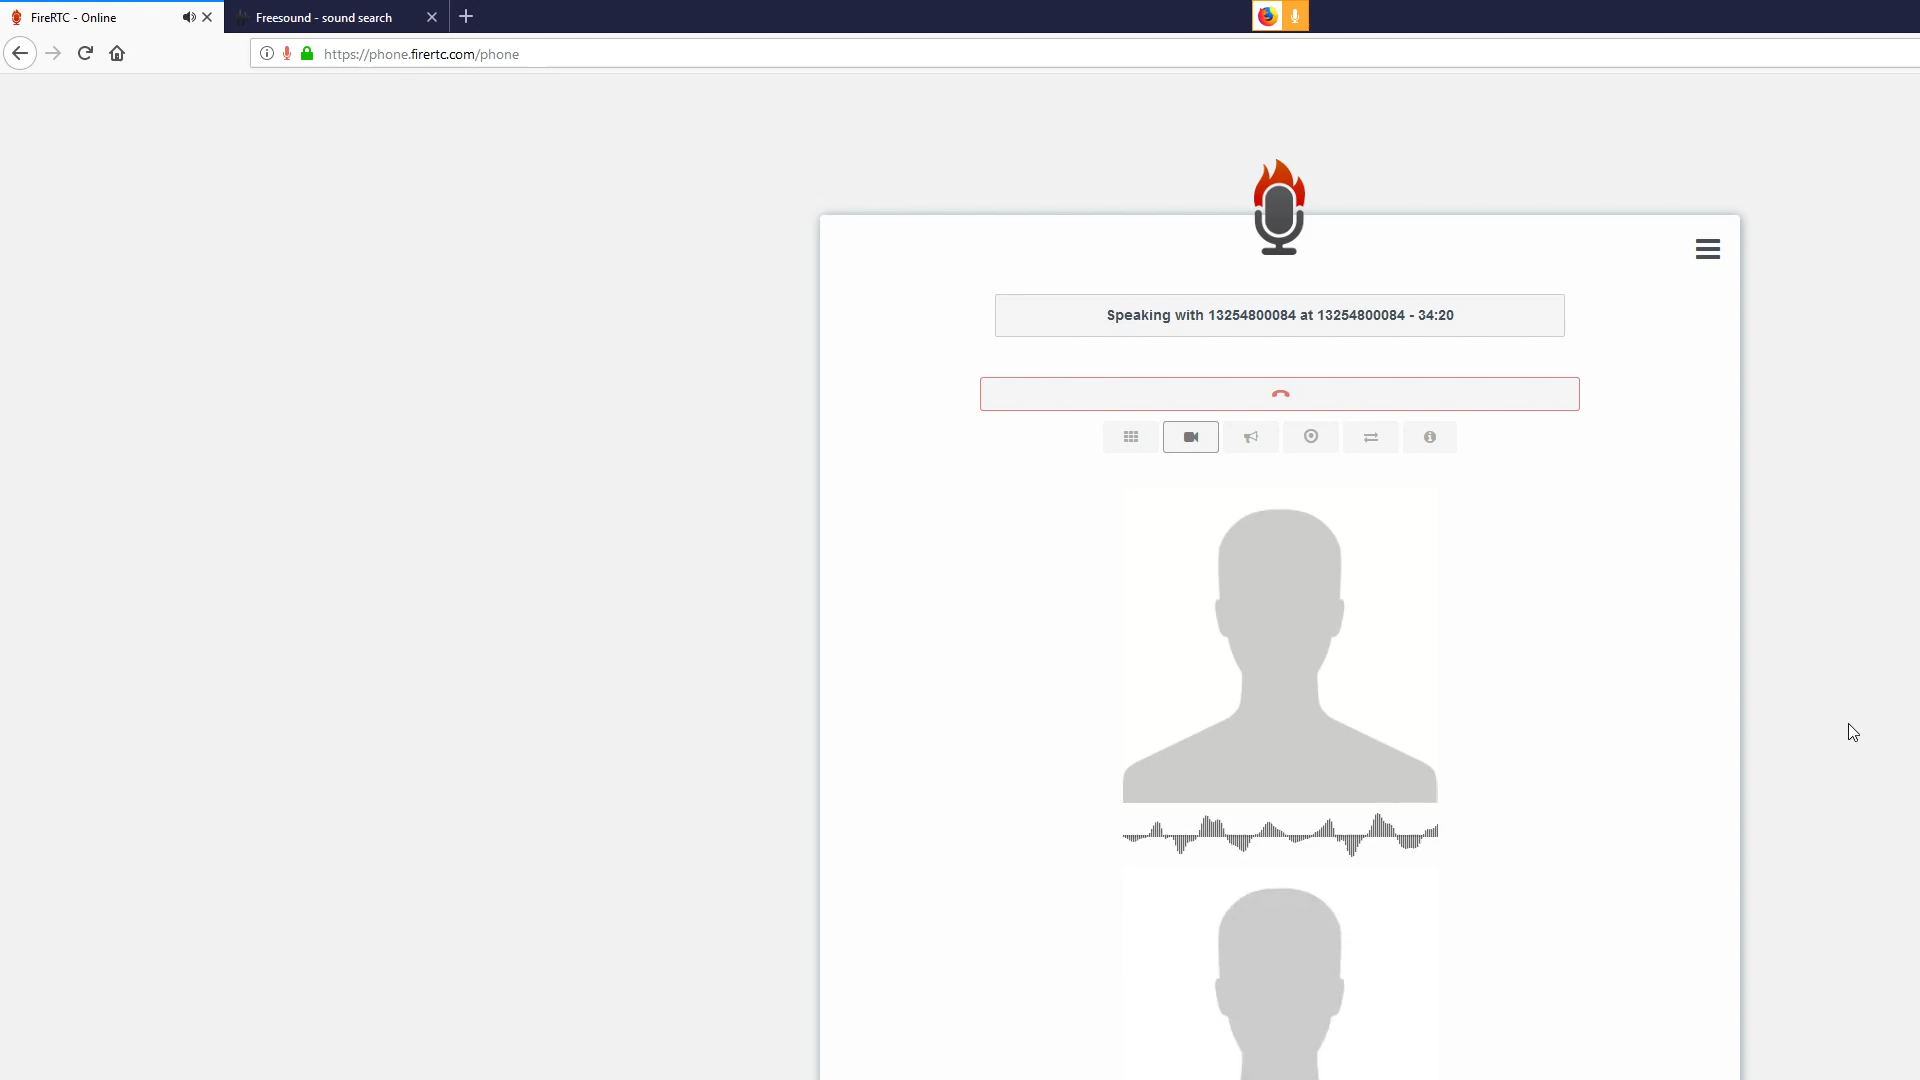 FireRTC - Online
Freesound - sound search
https://phone.firertc.com/phone
Speaking with 13254800084 at 13254800084 - 34:20